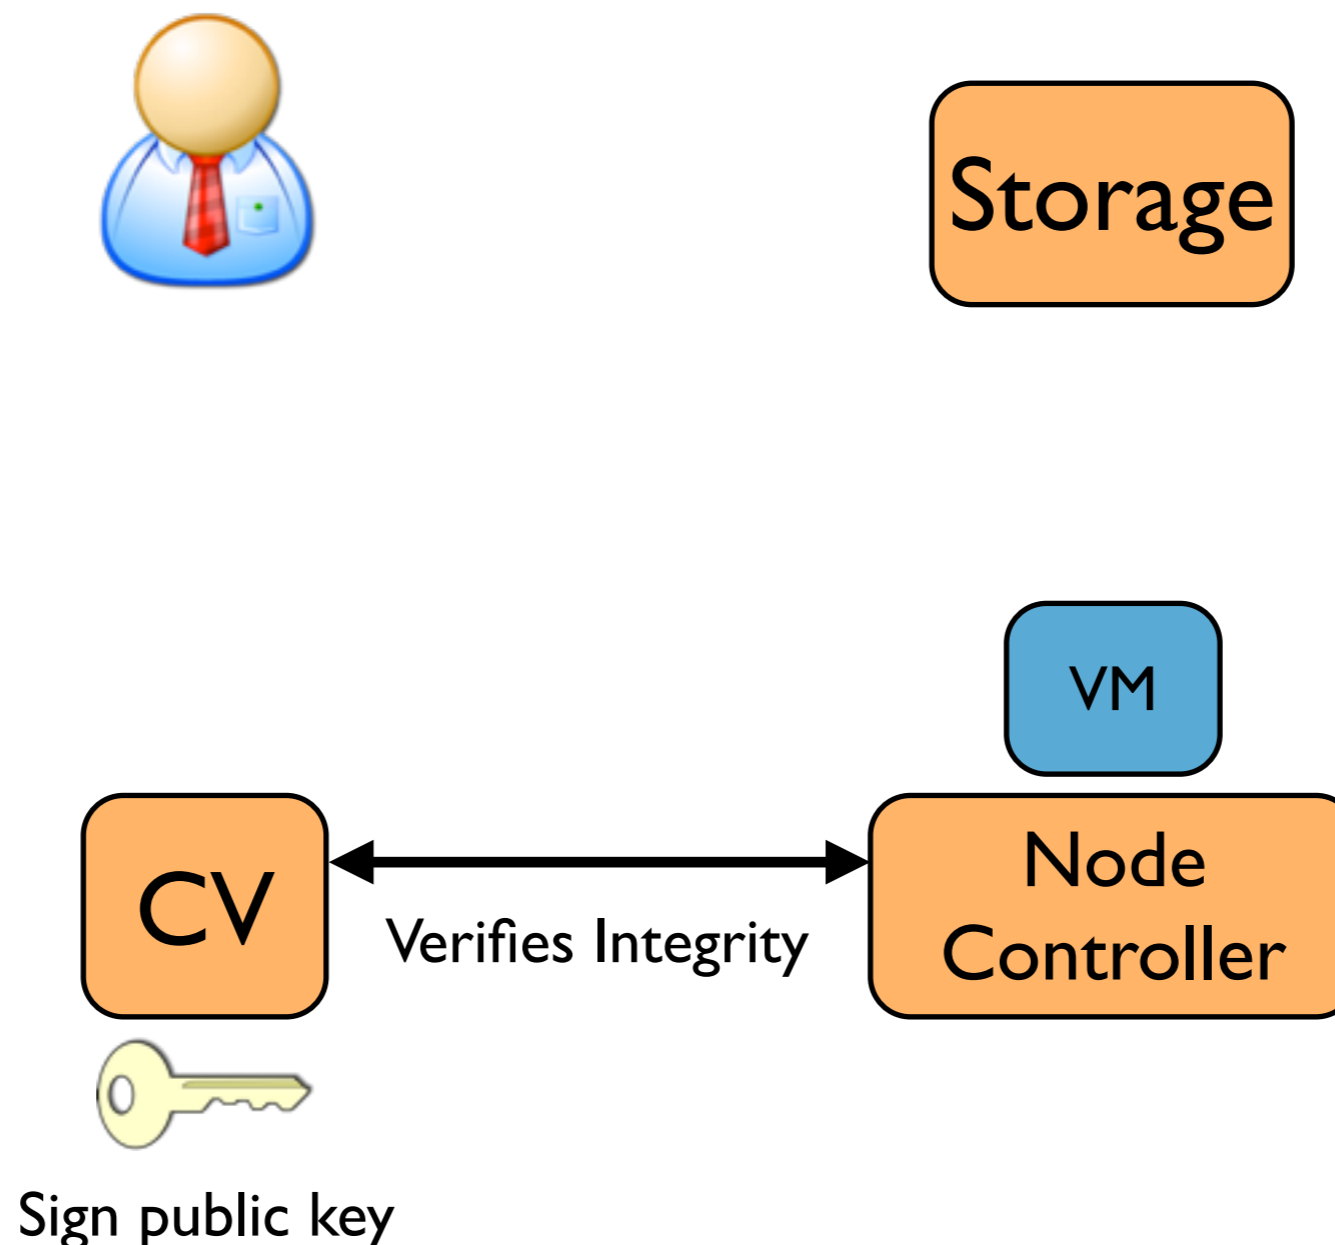 Storage
VM
CV
Verifies Integrity
Node
Controller
Sign public key